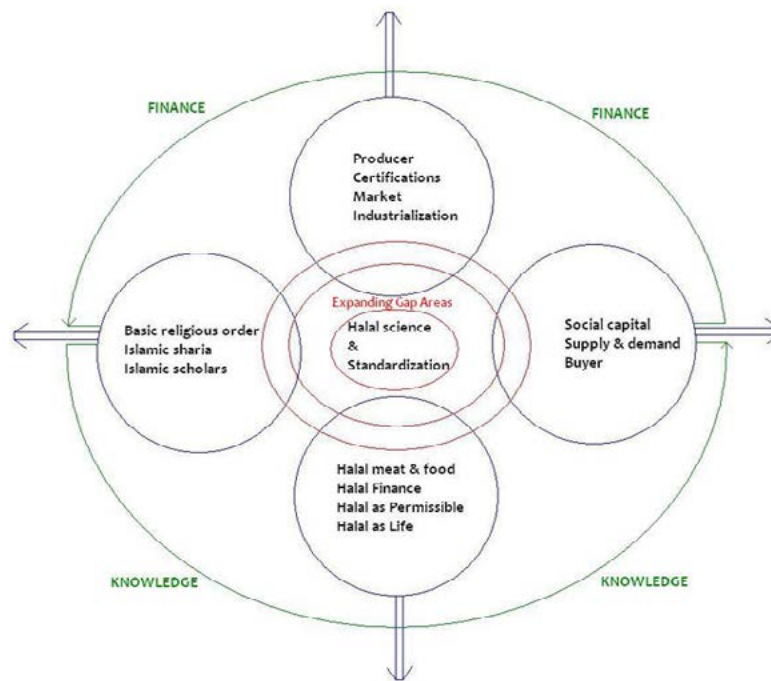 FINANCE
FINANCE
Producer
Certifications
Market
Industrialization
Expanding Gap Areas
Halal science
&
Standardization
Basic religious order
Islamic sharia
Islamic scholars
Social capital
Supply & demand
Buyer
Halal meat & food
Halal Finance
Halal as Permissible
Halal as Life
KNOWLEDGE
KNOWLEDGE